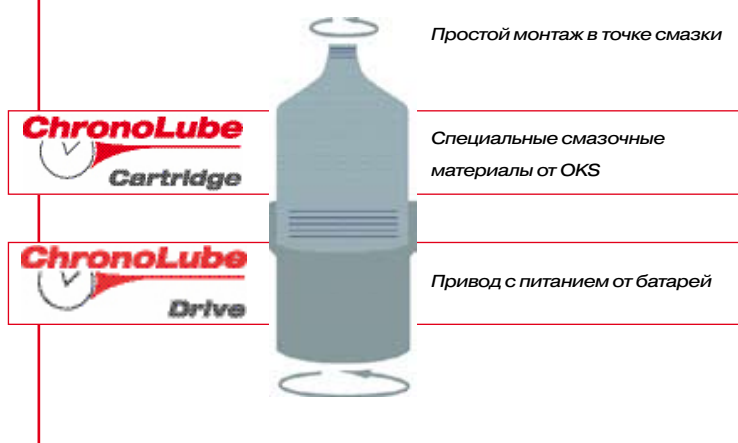 Простой монтаж в точке смазки
ChronoLube
Cartridge
Специальные смазочные
материалы от OKS
ChronoLube
Drive
Привод с питанием от батарей